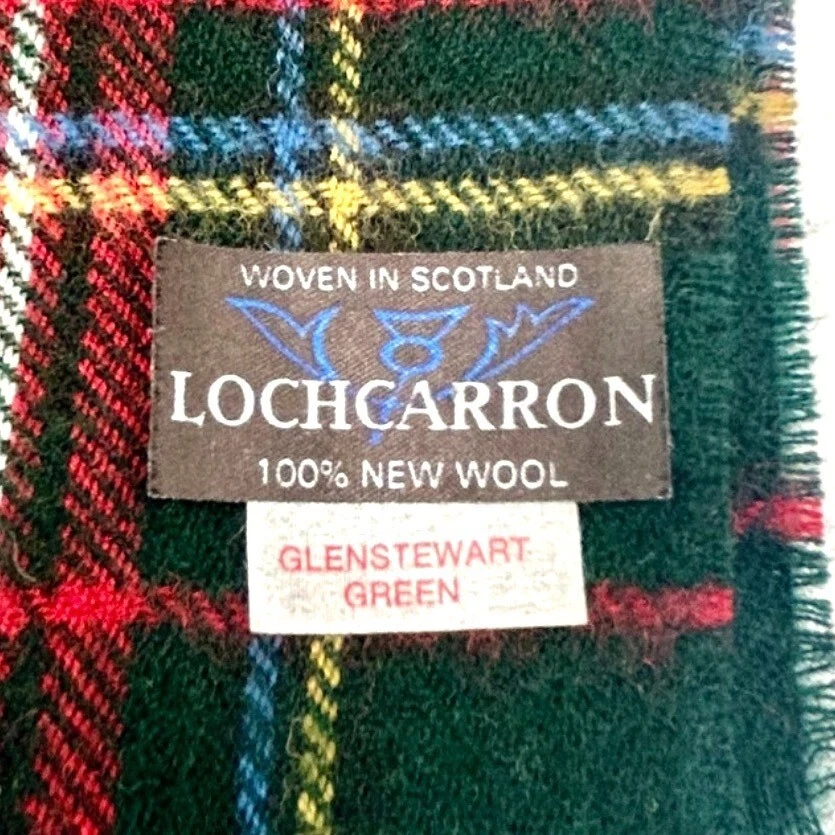 WOVEN IN SCOTLAND
LOCHCARRON
100% NEW WOOL
GLENSTEWART
GREEN